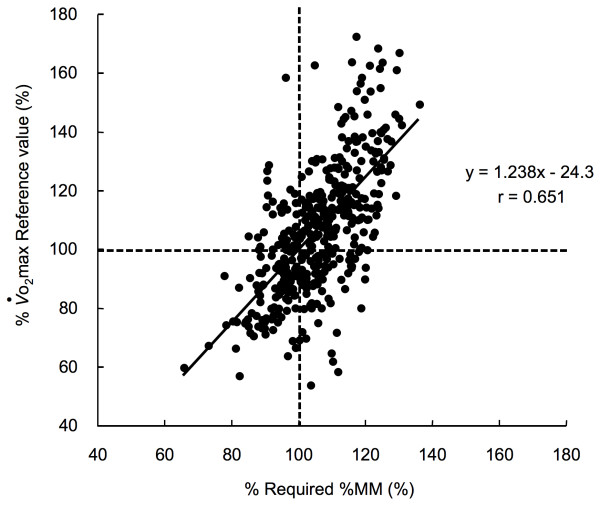 180
160
140
120
100
80
60
40
% V̇o₂max Reference value (%)
y = 1.238x - 24.3
r = 0.651
40 60 80 100 120 140 160 180
% Required %MM (%)